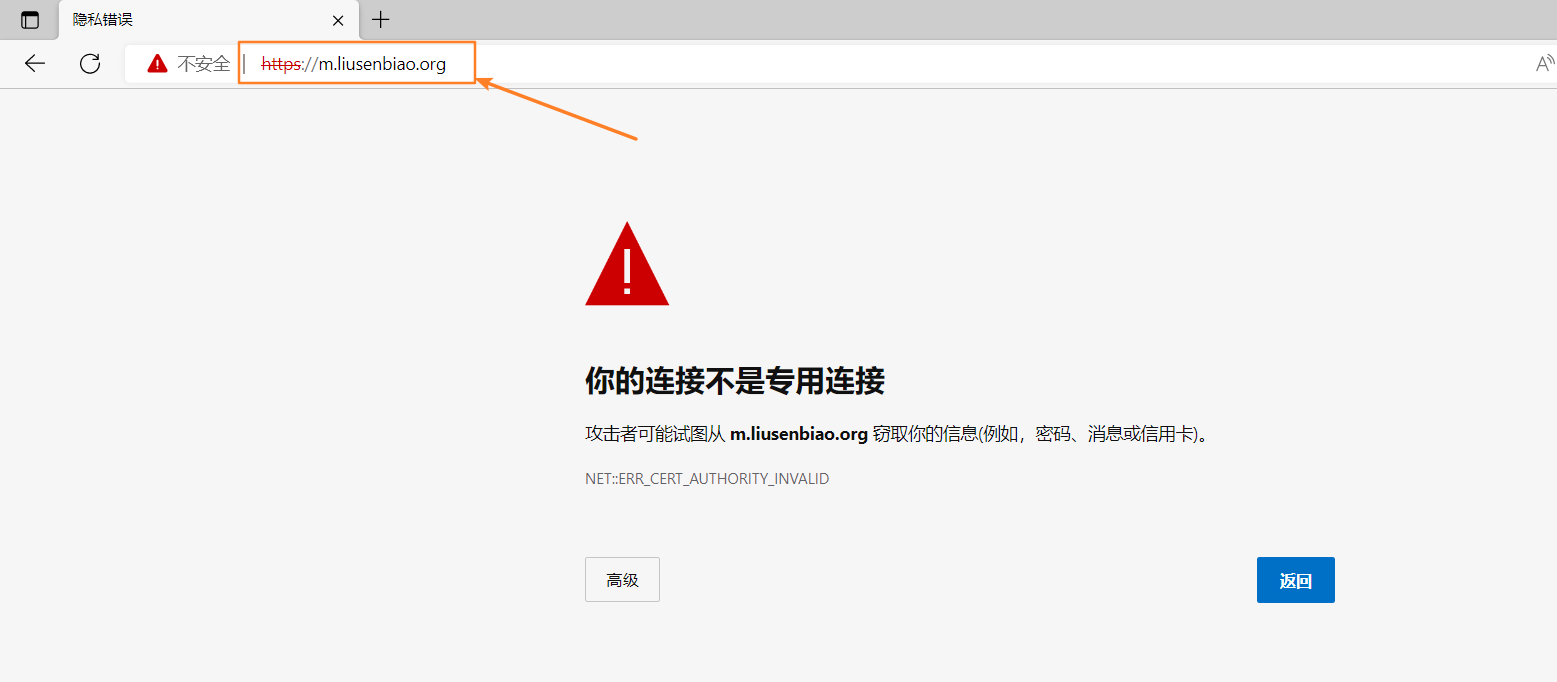 隐私错误
不安全 https://m.liusenbiao.org
你的连接不是专用连接
攻击者可能试图从 m.liusenbiao.org 窃取你的信息(例如，密码、消息或信用卡)。
NET::ERR_CERT_AUTHORITY_INVALID
高级 返回